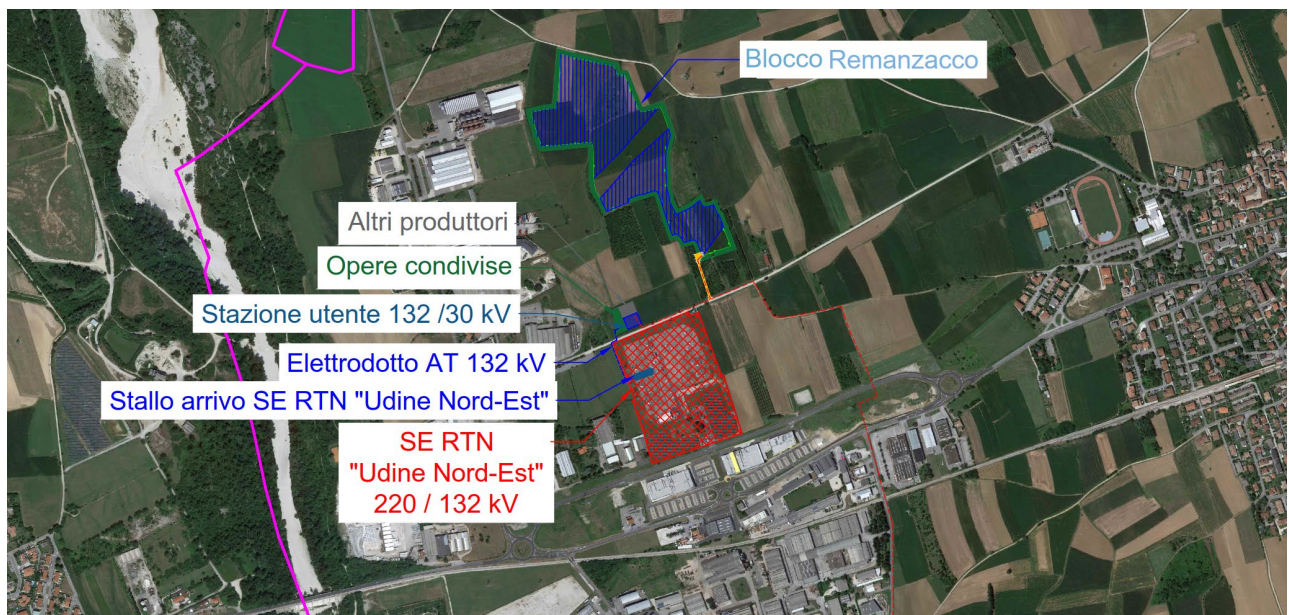 Blocco Remanzacco
Altri produttori
Opere condivise
Stazione utente 132 /30 kV
Elettrodotto AT 132 kV
Stallo arrivo SE RTN "Udine Nord-Est"
SE RTN
"Udine Nord-Est"
220 / 132 kV